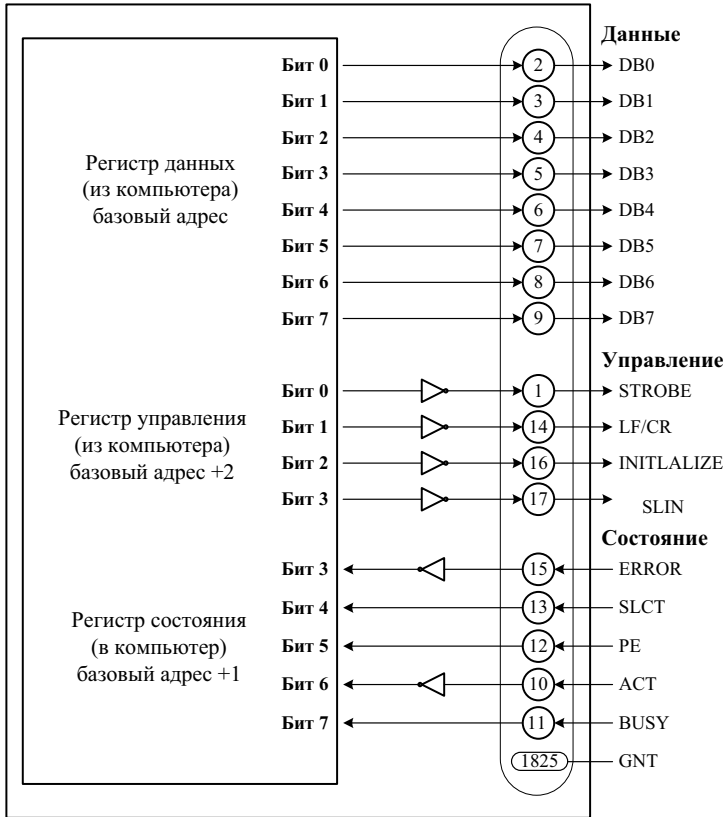 Данные
Бит 0 2 DB0
Бит 1 3 DB1
Бит 2 4 DB2
Бит 3 5 DB3
Бит 4 6 DB4
Бит 5 7 DB5
Бит 6 8 DB6
Бит 7 9 DB7
Регистр данных
(из компьютера)
базовый адрес
Управление
Бит 0 1 STROBE
Бит 1 14 LF/CR
Бит 2 16 INITLALIZE
Бит 3 17 SLIN
Регистр управления
(из компьютера)
базовый адрес +2
Состояние
Бит 3 15 ERROR
Бит 4 13 SLCT
Бит 5 12 PE
Бит 6 10 ACT
Бит 7 11 BUSY
1825 GNT
Регистр состояния
(в компьютер)
базовый адрес +1